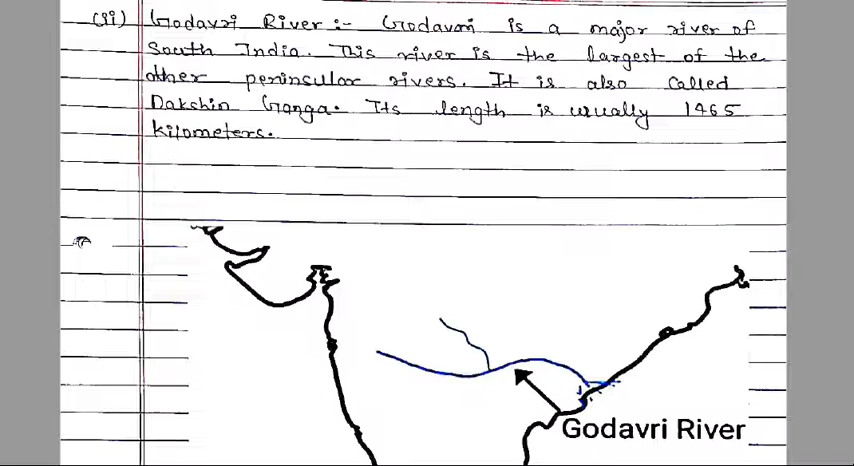 (ii) Godavri River :- Godavari is a major river of
South India. This river is the largest of the
other peninsular rivers. It is also called
Dakshin Ganga. Its length is usually 1465
kilometers.
Godavri River